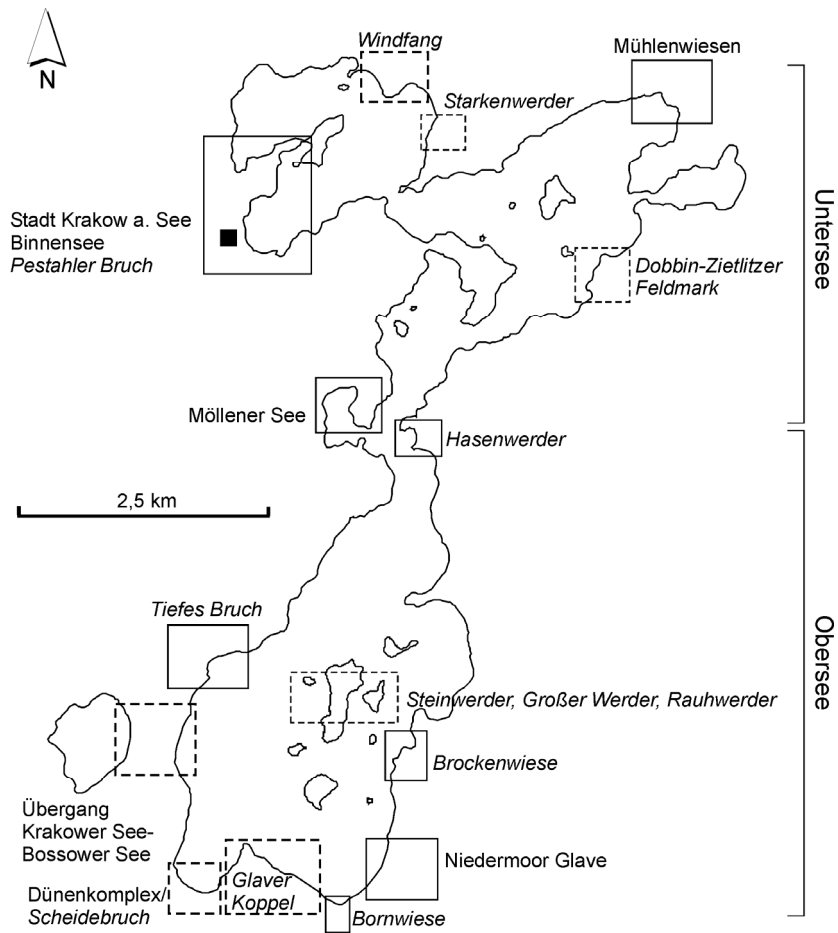 Windfang
Mühlenwiesen
N
Starkenwerder
Stadt Krakow a. See
Binnensee
Pestahler Bruch
Untersee
Dobbin-Zietlitzer
Feldmark
Möllener See
Hasenwerder
2,5 km
Tiefes Bruch
Obersee
Steinwerder, Großer Werder, Rauhwerder
Brockenwiese
Übergang
Krakower See-
Bossower See
Niedermoor Glave
Dünenkomplex/
Scheidebruch
Glaver
Koppel
Bornwiese